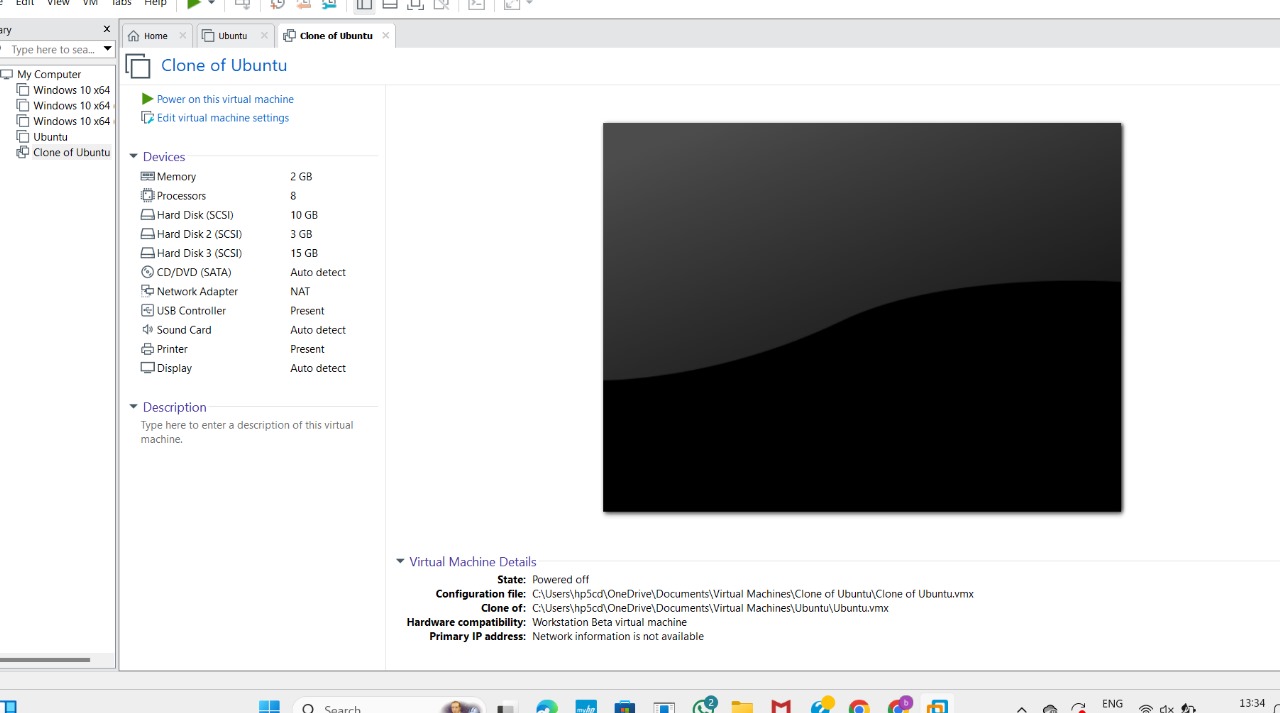 Edit View VM Tabs Help
Home Ubuntu Clone of Ubuntu
Type here to sea...
My Computer
Windows 10 x64
Windows 10 x64
Windows 10 x64
Ubuntu
Clone of Ubuntu
Clone of Ubuntu
Power on this virtual machine
Edit virtual machine settings
Devices
Memory 2 GB
Processors 8
Hard Disk (SCSI) 10 GB
Hard Disk 2 (SCSI) 3 GB
Hard Disk 3 (SCSI) 15 GB
CD/DVD (SATA) Auto detect
Network Adapter NAT
USB Controller Present
Sound Card Auto detect
Printer Present
Display Auto detect
Description
Type here to enter a description of this virtual
machine.
Virtual Machine Details
State: Powered off
Configuration file: C:\Users\hp5cd\OneDrive\Documents\Virtual Machines\Clone of Ubuntu\Clone of Ubuntu.vmx
Clone of: C:\Users\hp5cd\OneDrive\Documents\Virtual Machines\Ubuntu\Ubuntu.vmx
Hardware compatibility: Workstation Beta virtual machine
Primary IP address: Network information is not available
Search
2
ENG
13:34